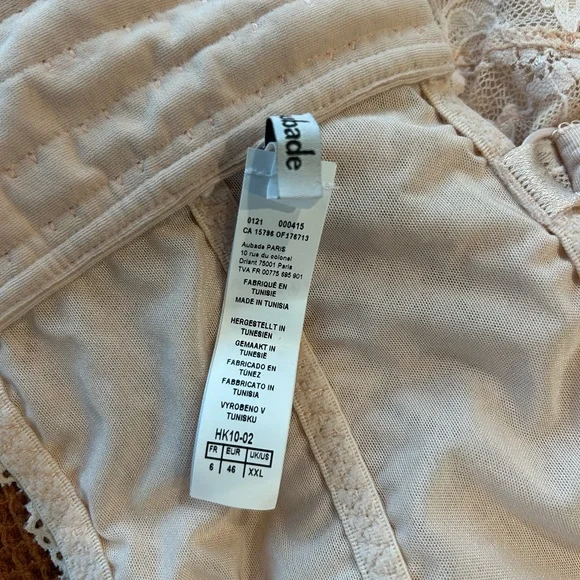 ubade
0121 000415
CA 15796 OF176713
Aubade PARIS
10 rue du colonel
Driant 75001 Paris
TVA FR 00775 695 901
FABRIQUÉ EN
TUNISIE
MADE IN TUNISIA
HERGESTELLT IN
TUNESIEN
GEMAAKT IN
TUNESIË
FABRICADO EN
TÚNEZ
FABBRICATO IN
TUNISIA
VYROBENO V
TUNISKU
HK10-02
FR EUR UK/US
6 46 XXL